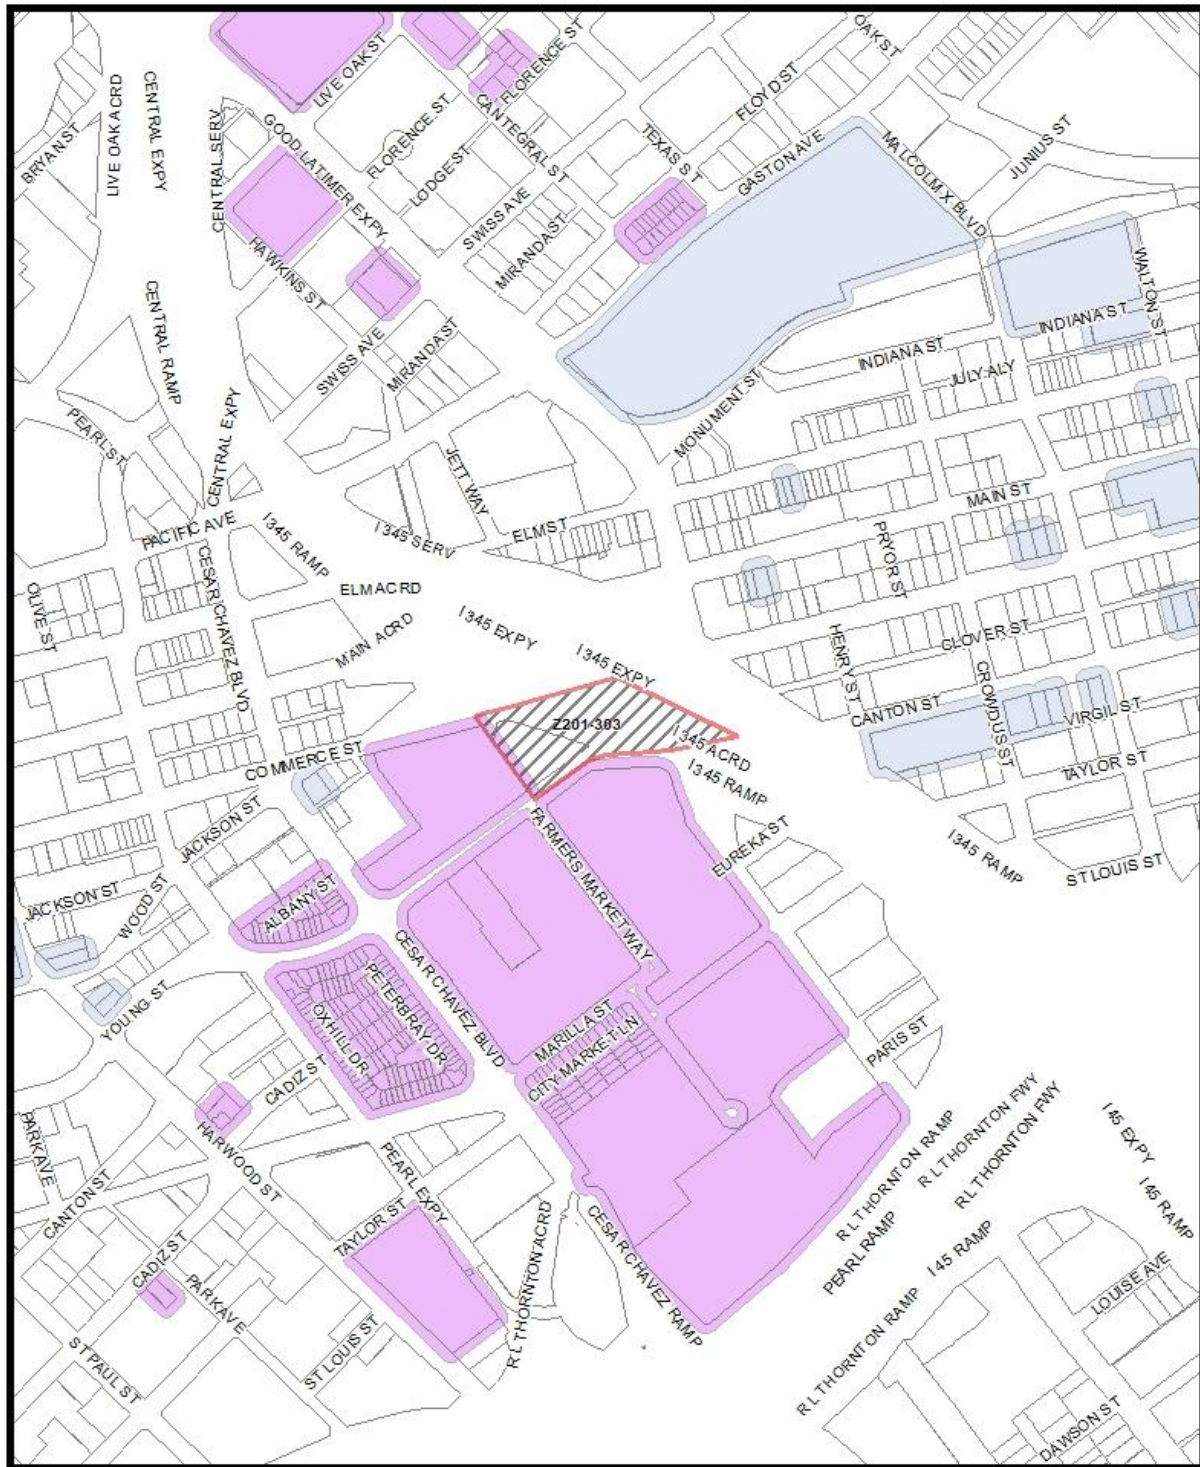 LIVE OAK ST
FLORENCE ST
OAK ST
LIVE OAK ACRD
CENTRAL EXPY
CENTRAL SERV
BRYAN ST
GOOD LATIMER EXPY
FLORENCE ST
CANTEGRAL ST
TEXAS ST
FLOYD ST
GASTON AVE
MALCOLM X BLVD
JUNIUS ST
LODGE ST
SWISS AVE
MIRANDA ST
HAWKINS ST
WALTON ST
CENTRAL RAMP
SWISS AVE
MIRANDA ST
INDIANA ST
INDIANA ST
JULY ALY
PEARL ST
CENTRAL EXPY
MONUMENT ST
JETT WAY
MAIN ST
PACIFIC AVE
I 345 RAMP
I 345 SERV
ELM ST
PRYOR ST
OLIVE ST
CESAR CHAVEZ BLVD
ELM ACRD
MAIN ACRD
I 345 EXPY
I 345 EXPY
HENRY ST
CLOVER ST
CROWDUS ST
CANTON ST
VIRGIL ST
Z201-303
I 345 ACRD
I 345 RAMP
COMMERCE ST
TAYLOR ST
JACKSON ST
FARMERS MARKET WAY
EUREKA ST
I 345 RAMP
ST LOUIS ST
JACKSON ST
WOOD ST
ALBANY ST
CESAR CHAVEZ BLVD
PETERBRAY DR
OXHILL DR
YOUNG ST
MARILLA ST
CITY MARKET LN
PARIS ST
CADIZ ST
HARWOOD ST
PARK AVE
CANTON ST
PEARL EXPY
R L THORNTON RAMP
R L THORNTON FWY
R L THORNTON FWY
I 45 EXPY
I 45 RAMP
TAYLOR ST
R L THORNTON ACRD
CESAR CHAVEZ RAMP
PEARL RAMP
I 45 RAMP
CADIZ ST
PARK AVE
LOUISE AVE
R L THORNTON RAMP
ST PAUL ST
ST LOUIS ST
DAWSON ST